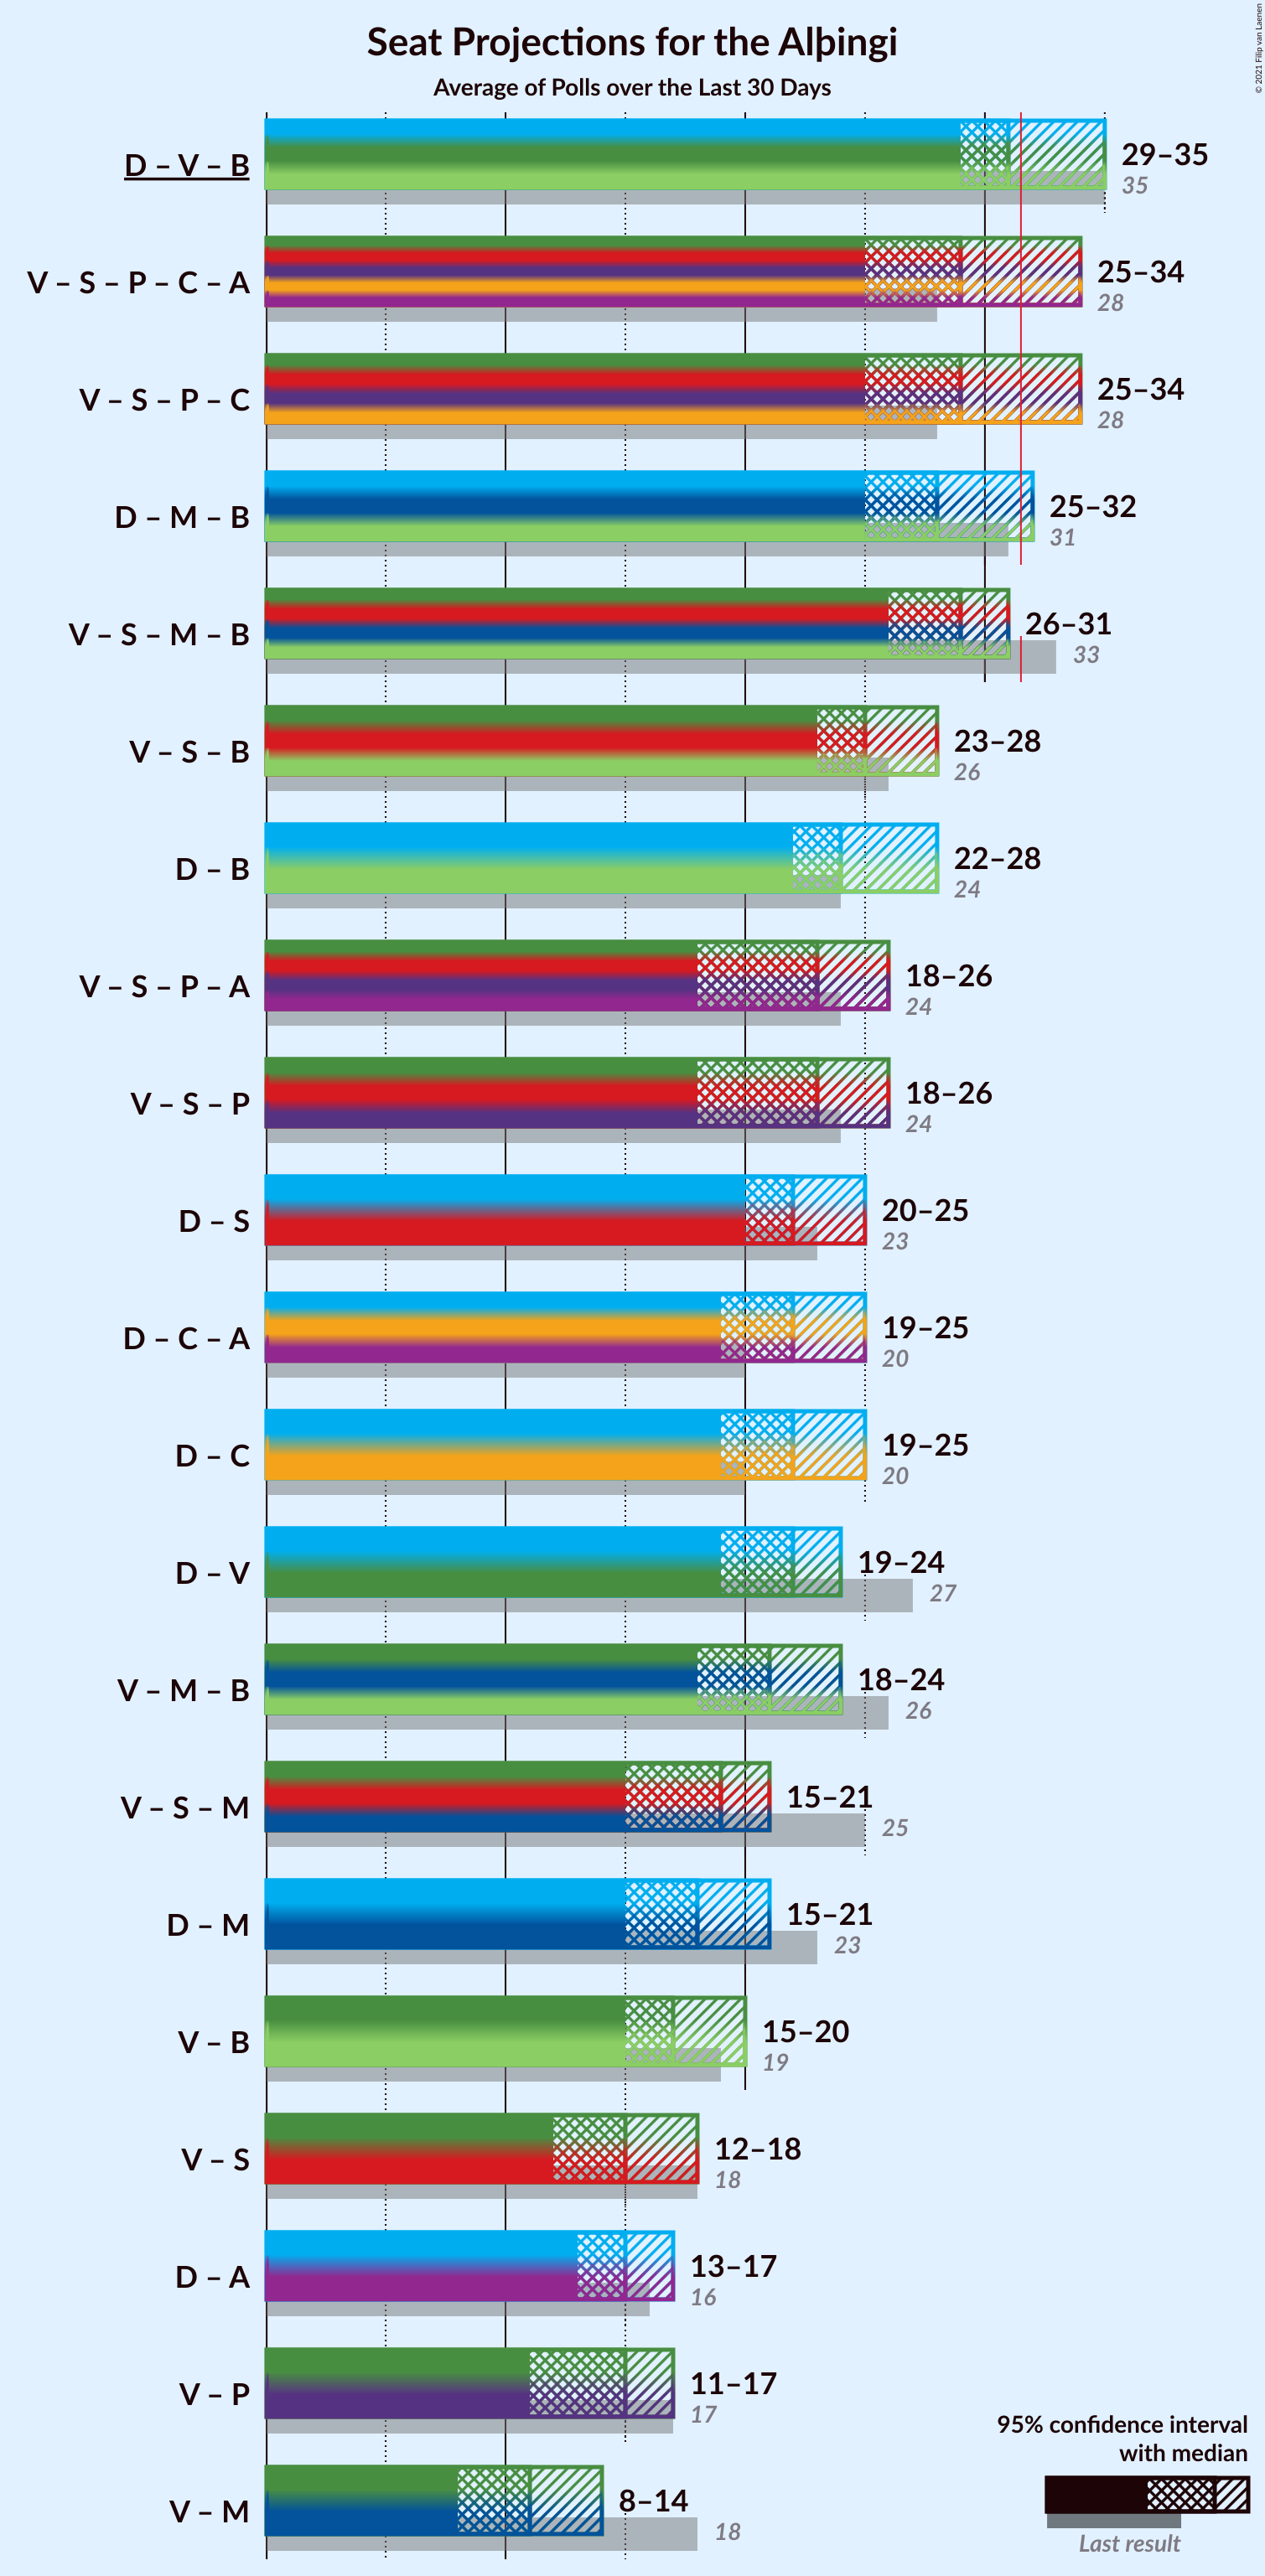 Seat Projections for the Alþingi
Average of Polls over the Last 30 Days
© 2021 Filip van Laenen
D – V – B
29–35
35
V – S – P – C – A
25–34
28
V – S – P – C
25–34
28
D – M – B
25–32
31
V – S – M – B
26–31
33
V – S – B
23–28
26
D – B
22–28
24
V – S – P – A
18–26
24
V – S – P
18–26
24
D – S
20–25
23
D – C – A
19–25
20
D – C
19–25
20
D – V
19–24
27
V – M – B
18–24
26
V – S – M
15–21
25
D – M
15–21
23
V – B
15–20
19
V – S
12–18
18
D – A
13–17
16
V – P
11–17
17
V – M
8–14
18
95% confidence interval
with median
Last result